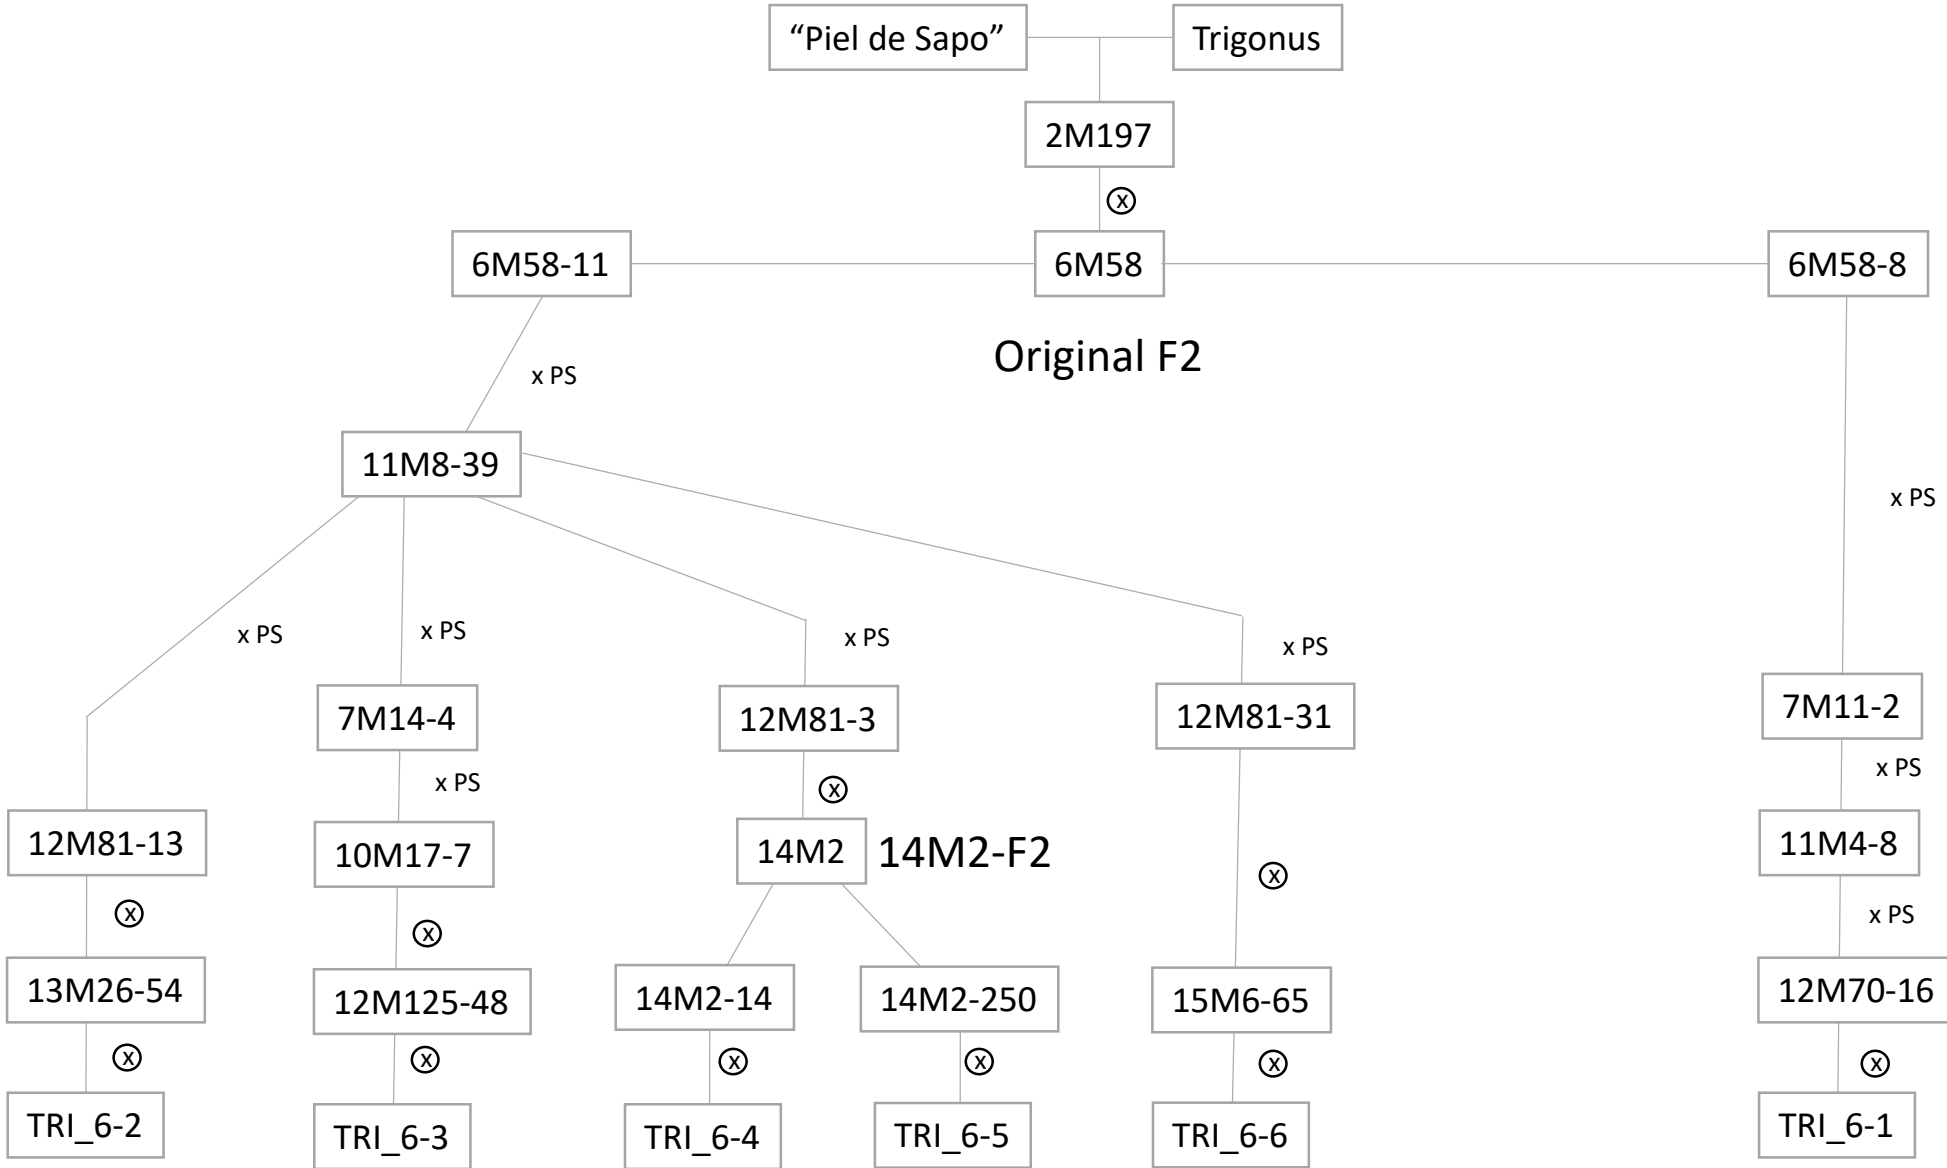 “Piel de Sapo”
Trigonus
2M197
ⓧ
6M58-11
6M58
6M58-8
Original F2
x PS
11M8-39
x PS
x PS
x PS
x PS
x PS
7M14-4
12M81-3
12M81-31
7M11-2
x PS
ⓧ
x PS
12M81-13
10M17-7
14M2
14M2-F2
11M4-8
ⓧ
ⓧ
ⓧ
x PS
13M26-54
12M125-48
14M2-14
14M2-250
15M6-65
12M70-16
ⓧ
ⓧ
ⓧ
ⓧ
ⓧ
ⓧ
TRI_6-2
TRI_6-3
TRI_6-4
TRI_6-5
TRI_6-6
TRI_6-1